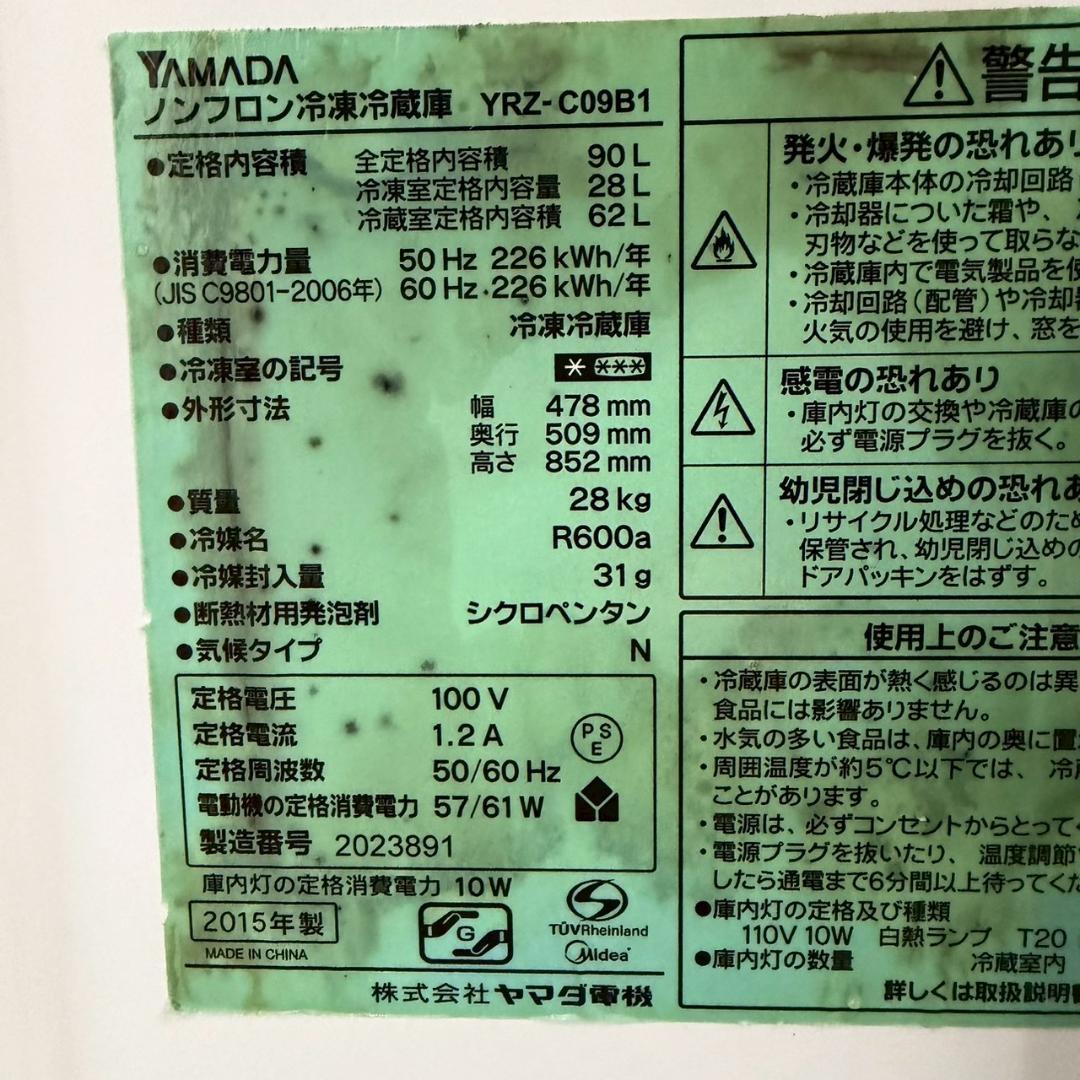 YAMADA
ノンフロン冷凍冷蔵庫 YRZ-C09B1
●定格内容積 全定格内容積 90 L
冷凍室定格内容量 28 L
冷蔵室定格内容積 62 L
●消費電力量 50 Hz 226 kWh/年
(JIS C9801-2006年) 60 Hz 226 kWh/年
●種類 冷凍冷蔵庫
●冷凍室の記号
●外形寸法 幅 478 mm
奥行 509 mm
高さ 852 mm
●質量 28 kg
●冷媒名 R600a
●冷媒封入量 31 g
●断熱材用発泡剤 シクロペンタン
●気候タイプ N
定格電圧 100 V
定格電流 1.2 A
定格周波数 50/60 Hz
電動機の定格消費電力 57/61 W
製造番号 2023891
PSE
庫内灯の定格消費電力 10W
2015年製
MADE IN CHINA
G
TÜVRheinland
Midea
株式会社ヤマダ電機
警告
発火・爆発の恐れあり
・冷蔵庫本体の冷却回路
・冷却器についた霜や、
刃物などを使って取らな
・冷蔵庫内で電気製品を使
・冷却回路(配管)や冷却器
火気の使用を避け、窓を
感電の恐れあり
・庫内灯の交換や冷蔵庫の
必ず電源プラグを抜く。
幼児閉じ込めの恐れあ
・リサイクル処理などのため
保管され、幼児閉じ込めの
ドアパッキンをはずす。
使用上のご注意
・冷蔵庫の表面が熱く感じるのは異
食品には影響ありません。
・水気の多い食品は、庫内の奥に置
・周囲温度が約5℃以下では、冷
ことがあります。
・電源は、必ずコンセントからとって
・電源プラグを抜いたり、温度調節
したら通電まで6分間以上待ってくだ
●庫内灯の定格及び種類
110V 10W 白熱ランプ T20
●庫内灯の数量 冷蔵室内
詳しくは取扱説明書